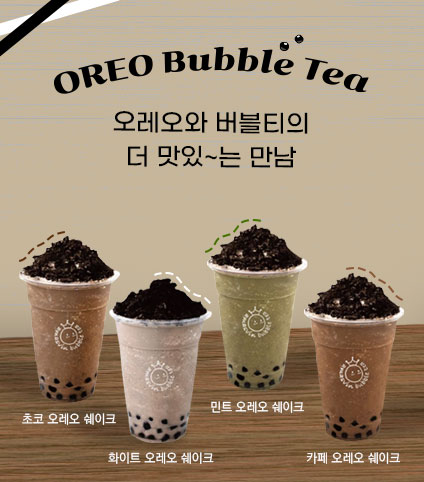 OREO Bubble Tea
오레오와 버블티의
더 맛있~는 만남
초코 오레오 쉐이크
화이트 오레오 쉐이크
민트 오레오 쉐이크
카페 오레오 쉐이크